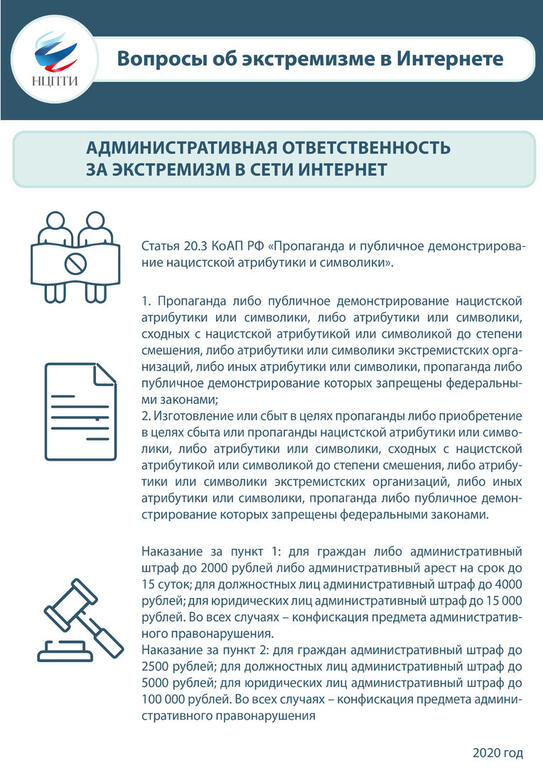 НЦПТИ
Вопросы об экстремизме в Интернете
АДМИНИСТРАТИВНАЯ ОТВЕТСТВЕННОСТЬ
ЗА ЭКСТРЕМИЗМ В СЕТИ ИНТЕРНЕТ
Статья 20.3 КоАП РФ «Пропаганда и публичное демонстрирова-
ние нацистской атрибутики и символики».
1. Пропаганда либо публичное демонстрирование нацистской
атрибутики или символики, либо атрибутики или символики,
сходных с нацистской атрибутикой или символикой до степени
смешения, либо атрибутики или символики экстремистских орга-
низаций, либо иных атрибутики или символики, пропаганда либо
публичное демонстрирование которых запрещены федеральны-
ми законами;
2. Изготовление или сбыт в целях пропаганды либо приобретение
в целях сбыта или пропаганды нацистской атрибутики или симво-
лики, либо атрибутики или символики, сходных с нацистской
атрибутикой или символикой до степени смешения, либо атрибу-
тики или символики экстремистских организаций, либо иных
атрибутики или символики, пропаганда либо публичное демон-
стрирование которых запрещены федеральными законами.
Наказание за пункт 1: для граждан либо административный
штраф до 2000 рублей либо административный арест на срок до
15 суток; для должностных лиц административный штраф до 4000
рублей; для юридических лиц административный штраф до 15 000
рублей. Во всех случаях – конфискация предмета административ-
ного правонарушения.
Наказание за пункт 2: для граждан административный штраф до
2500 рублей; для должностных лиц административный штраф до
5000 рублей; для юридических лиц административный штраф до
100 000 рублей. Во всех случаях – конфискация предмета админи-
стративного правонарушения
2020 год